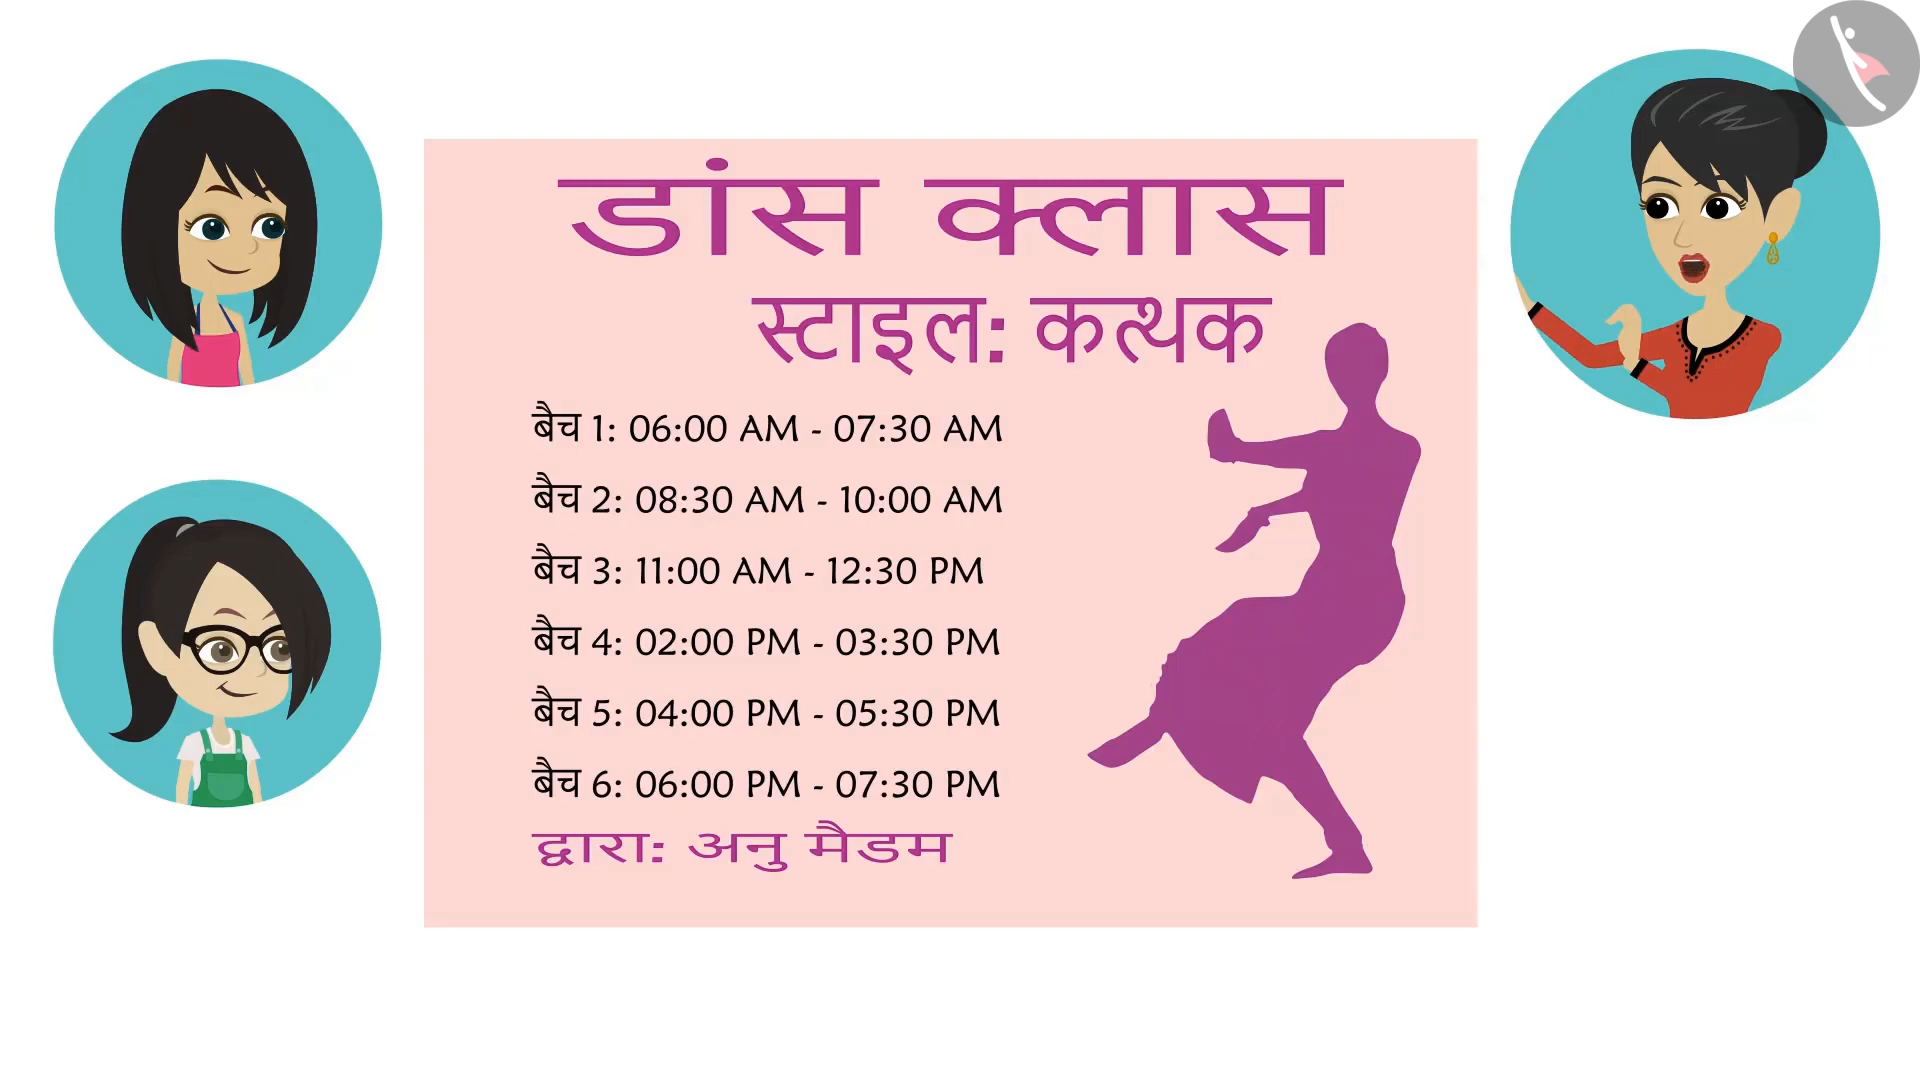 डांस क्लास
स्टाइल: कत्थक
बैच 1: 06:00 AM - 07:30 AM
बैच 2: 08:30 AM - 10:00 AM
बैच 3: 11:00 AM - 12:30 PM
बैच 4: 02:00 PM - 03:30 PM
बैच 5: 04:00 PM - 05:30 PM
बैच 6: 06:00 PM - 07:30 PM
द्वारा: अनु मैडम